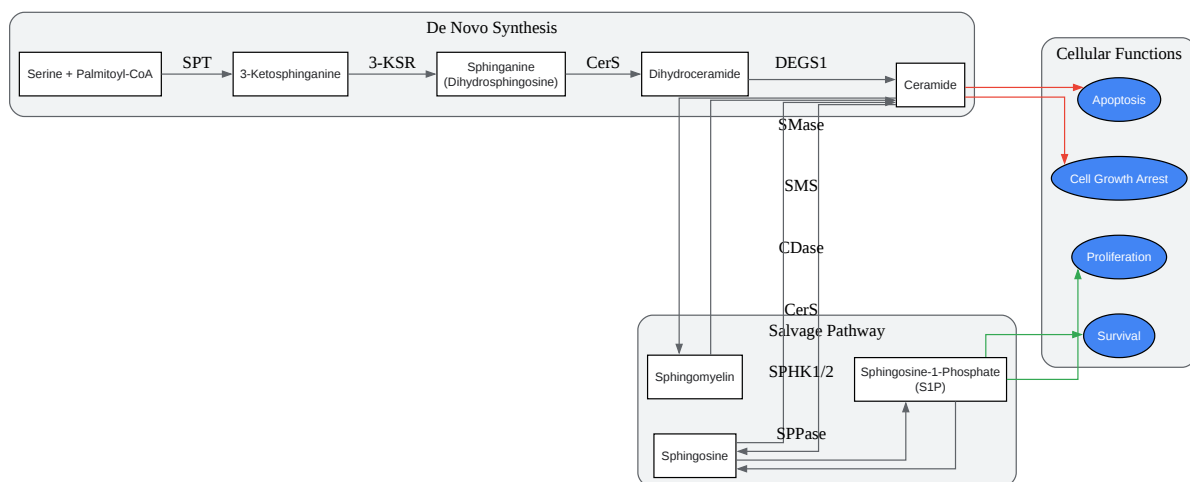 De Novo Synthesis
Serine + Palmitoyl-CoA
SPT
3-Ketosphinganine
3-KSR
Sphinganine
(Dihydrosphingosine)
CerS
Dihydroceramide
DEGS1
Ceramide
Cellular Functions
Apoptosis
SMase
Cell Growth Arrest
SMS
CDase
Proliferation
CerS
Salvage Pathway
Survival
Sphingomyelin
SPHK1/2
Sphingosine-1-Phosphate
(S1P)
SPPase
Sphingosine